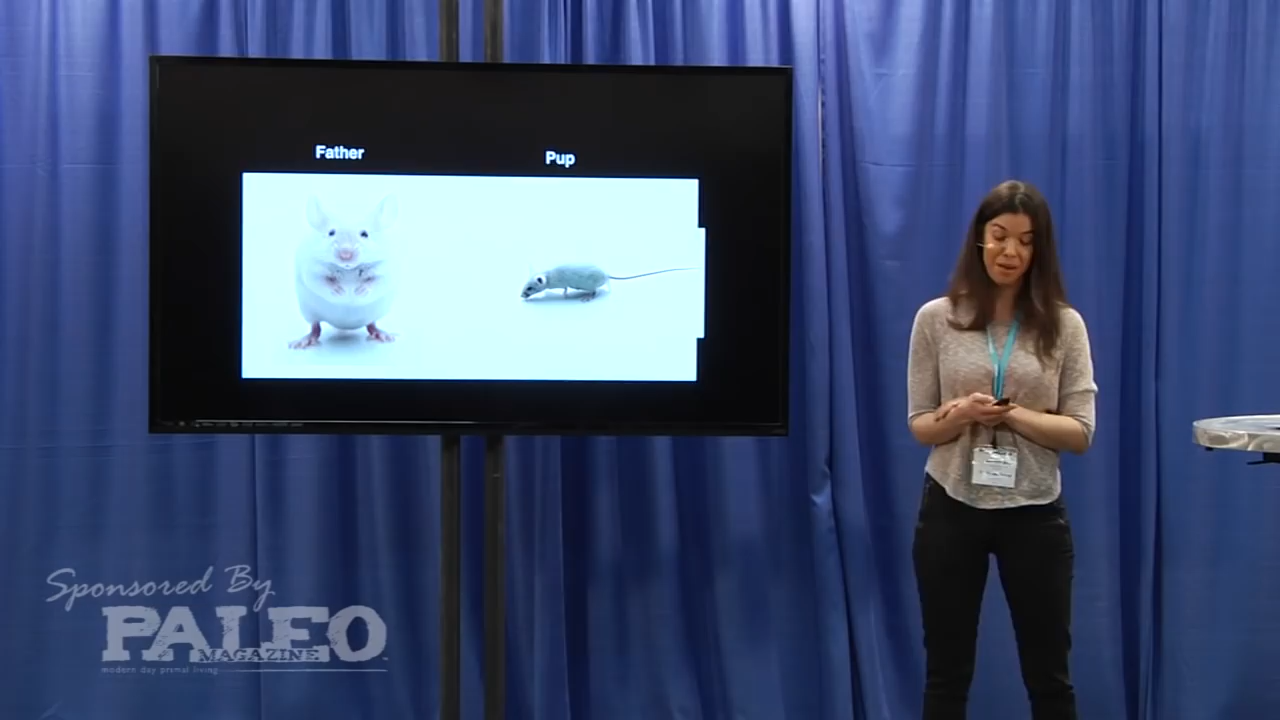 Father
Pup
Sponsored By
PALEO
MAGAZINE
modern day primal living